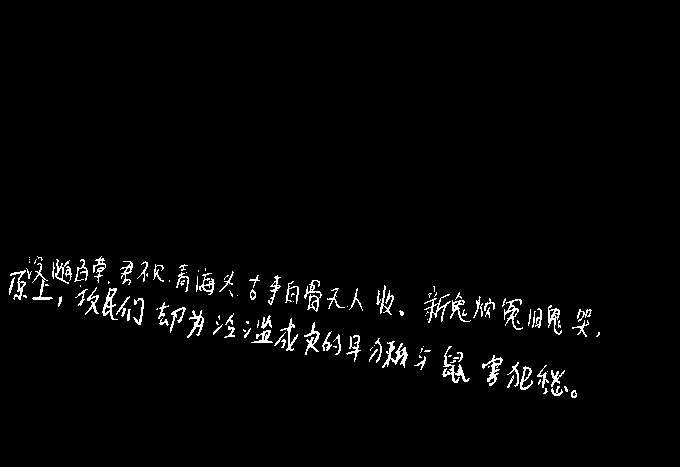 没随百草.君不见.青海头.古来白骨无人收。新鬼烦冤旧鬼哭,
原上,牧民们却为泛滥成灾的旱獭与鼠害犯愁。